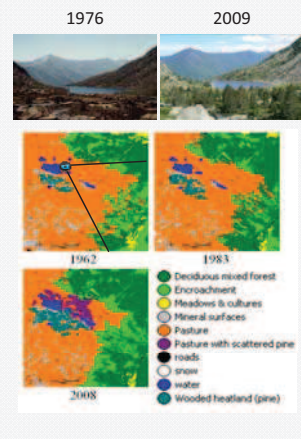 1976 2009
1962 1983
2008
Deciduous mixed forest
Encroachment
Meadows & cultures
Mineral surfaces
Pasture
Pasture with scattered pine
roads
snow
water
Wooded heatland (pine)